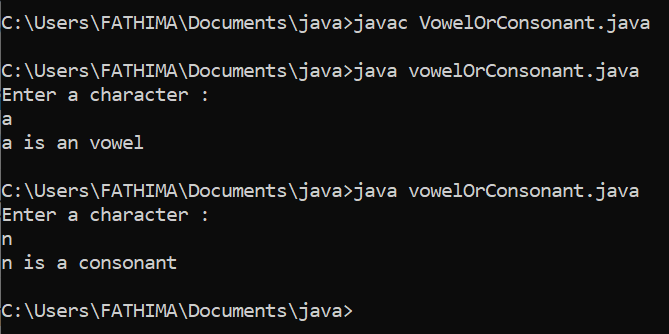 C:\Users\FATHIMA\Documents\java>javac VowelOrConsonant.java
C:\Users\FATHIMA\Documents\java>java vowelOrConsonant.java
Enter a character :
a
a is an vowel
C:\Users\FATHIMA\Documents\java>java vowelOrConsonant.java
Enter a character :
n
n is a consonant
C:\Users\FATHIMA\Documents\java>